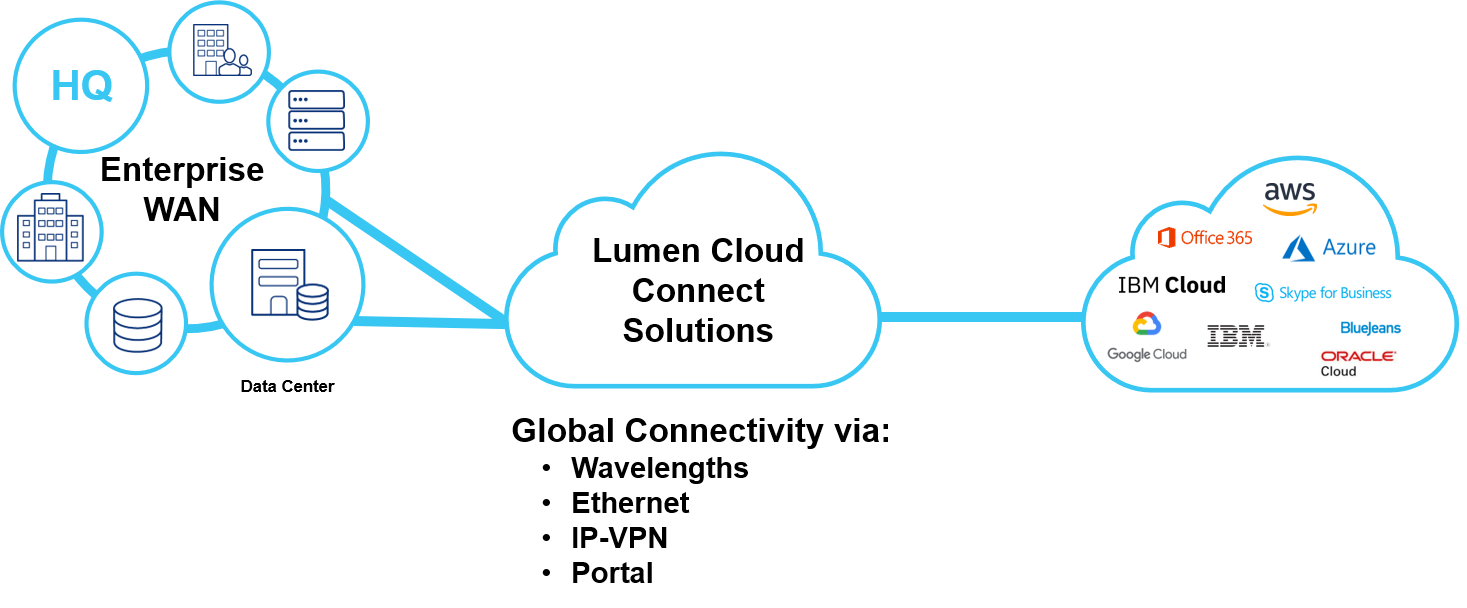 HQ
Enterprise
WAN
Data Center
Lumen Cloud
Connect
Solutions
Global Connectivity via:
• Wavelengths
• Ethernet
• IP-VPN
• Portal
aws
Office 365
Azure
IBM Cloud
Skype for Business
Google Cloud
IBM
BlueJeans
ORACLE
Cloud